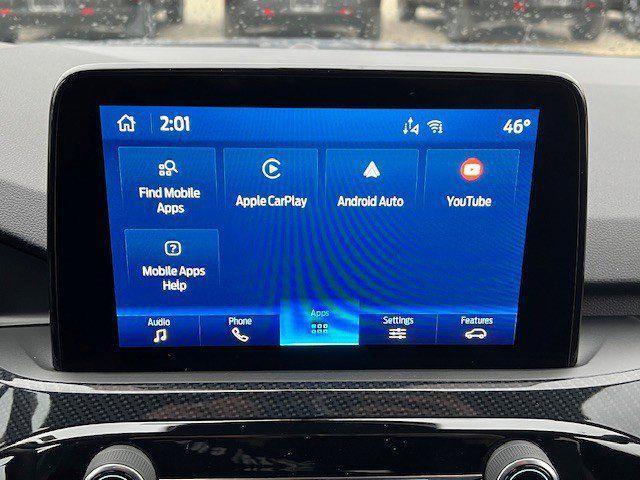 2:01
46°
Find Mobile
Apps
Apple CarPlay
Android Auto
YouTube
Mobile Apps
Help
Audio
Phone
Apps
Settings
Features